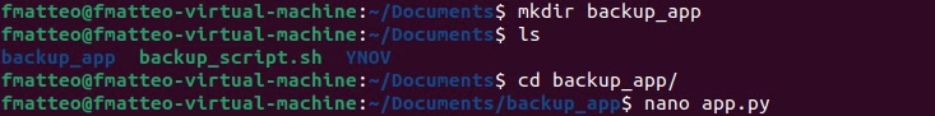 fmatteo@fmatteo-virtual-machine:~/Documents$ mkdir backup_app
fmatteo@fmatteo-virtual-machine:~/Documents$ ls
backup_app  backup_script.sh  YNOV
fmatteo@fmatteo-virtual-machine:~/Documents$ cd backup_app/
fmatteo@fmatteo-virtual-machine:~/Documents/backup_app$ nano app.py